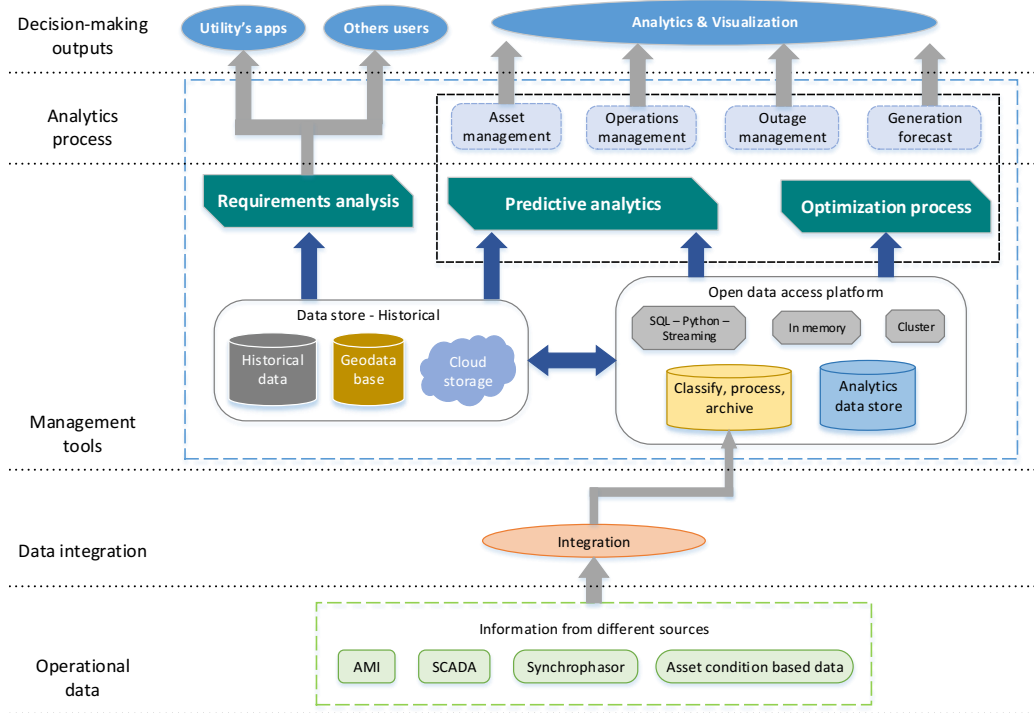 Decision-making
outputs
Utility's apps
Others users
Analytics & Visualization
Analytics
process
Asset
management
Operations
management
Outage
management
Generation
forecast
Requirements analysis
Predictive analytics
Optimization process
Management
tools
Data store - Historical
Historical
data
Geodata
base
Cloud
storage
Open data access platform
SQL – Python –
Streaming
In memory
Cluster
Classify, process,
archive
Analytics
data store
Data integration
Integration
Operational
data
Information from different sources
AMI
SCADA
Synchrophasor
Asset condition based data